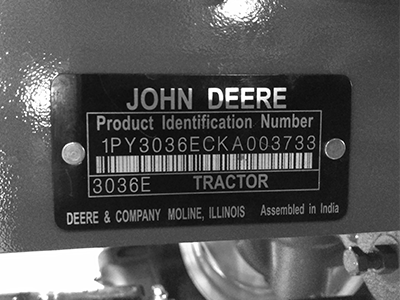 JOHN DEERE
Product Identification Number
1PY3036ECKA003733
3036E TRACTOR
DEERE & COMPANY MOLINE, ILLINOIS Assembled in India